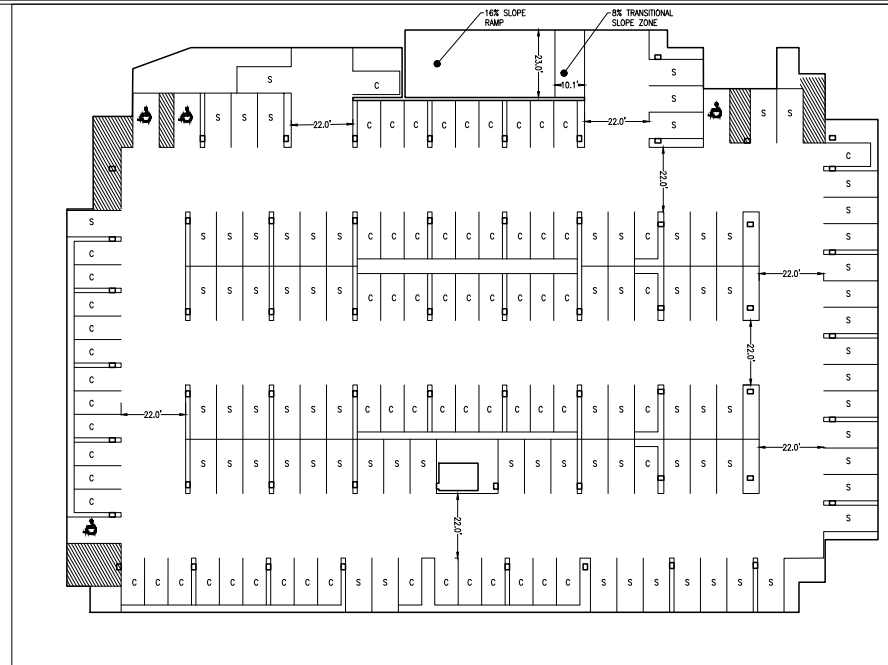 16% SLOPE
RAMP
8% TRANSITIONAL
SLOPE ZONE
23.0'
10.1'
S
C
S
S
S
S S S 22.0' C C C C C C C C C 22.0' S S
22.0'
C
S
S
S
S
S
S
S
S
S
S
S
S
S
S
C
C
C
C
C
C
C
C
C
C
C
S S S S S S C C C C C C C C C S S C S S S
22.0'
S S S S S S C C C C C C C C C S S C S S S
22.0'
22.0'
S S S S S S C C C C C C C C C S S C S S S
22.0'
S S S S S S S S S S S S S S C S S S
22.0'
C C C C C C C C C S S C C C C C C C S S S S S S S